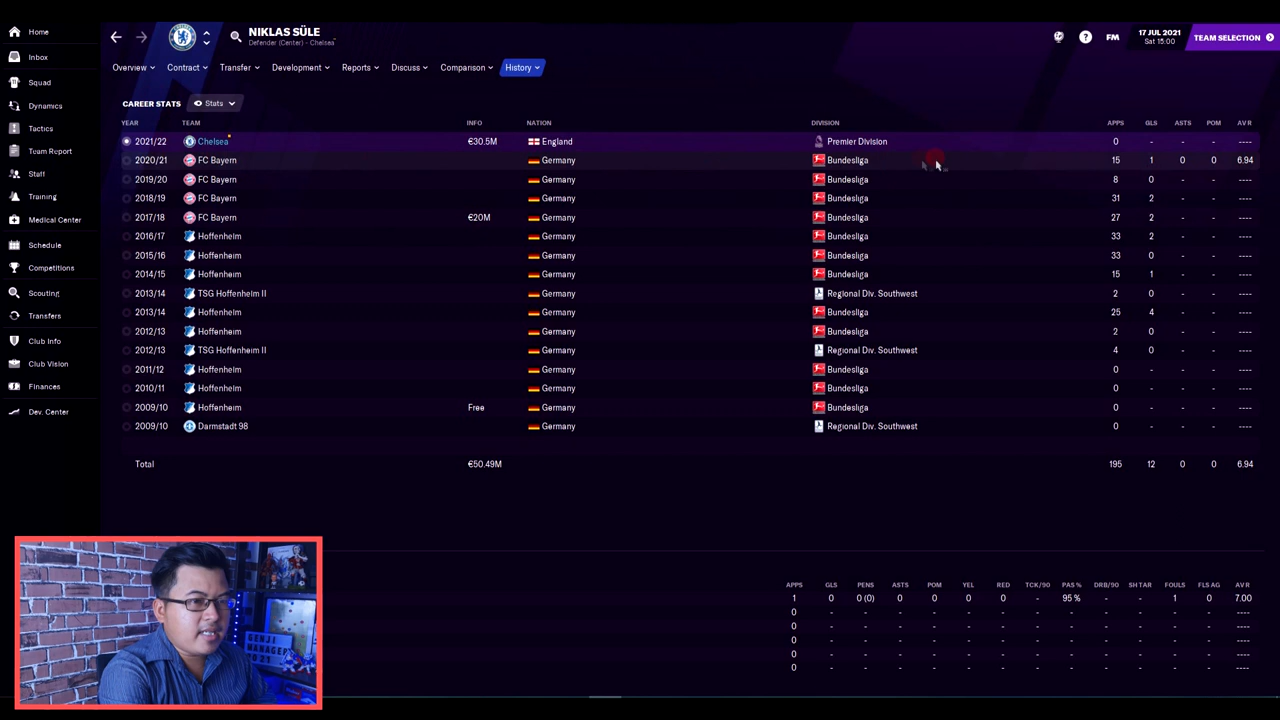 Home
Inbox
Squad
Dynamics
Tactics
Team Report
Staff
Training
Medical Center
Schedule
Competitions
Scouting
Transfers
Club Info
Club Vision
Finances
Dev. Center
NIKLAS SÜLE
Defender (Center) - Chelsea
? FM 17 JUL 2021 Sat 15:00 TEAM SELECTION
Overview Contract Transfer Development Reports Discuss Comparison History
CAREER STATS Stats
YEAR TEAM INFO NATION DIVISION APPS GLS ASTS POM AV R
2021/22 Chelsea €30.5M England Premier Division 0 - - - ----
2020/21 FC Bayern Germany Bundesliga 15 1 0 0 6.94
2019/20 FC Bayern Germany Bundesliga 8 0 - - ----
2018/19 FC Bayern Germany Bundesliga 31 2 - - ----
2017/18 FC Bayern €20M Germany Bundesliga 27 2 - - ----
2016/17 Hoffenheim Germany Bundesliga 33 2 - - ----
2015/16 Hoffenheim Germany Bundesliga 33 0 - - ----
2014/15 Hoffenheim Germany Bundesliga 15 1 - - ----
2013/14 TSG Hoffenheim II Germany Regional Div. Southwest 2 0 - - ----
2013/14 Hoffenheim Germany Bundesliga 25 4 - - ----
2012/13 Hoffenheim Germany Bundesliga 2 0 - - ----
2012/13 TSG Hoffenheim II Germany Regional Div. Southwest 4 0 - - ----
2011/12 Hoffenheim Germany Bundesliga 0 - - - ----
2010/11 Hoffenheim Germany Bundesliga 0 - - - ----
2009/10 Hoffenheim Free Germany Bundesliga 0 - - - ----
2009/10 Darmstadt 98 Germany Regional Div. Southwest 0 - - - ----
Total €50.49M 195 12 0 0 6.94
APPS GLS PENS ASTS POM YEL RED TCK/90 PAS % DRB/90 SH TAR FOULS FLS AG AV R
1 0 0 (0) 0 0 0 0 - 95 % - - 1 0 7.00
0 - - - - - - - - - - - - ----
0 - - - - - - - - - - - - ----
0 - - - - - - - - - - - - ----
0 - - - - - - - - - - - - ----
0 - - - - - - - - - - - - ----
GENJI
MANAGER